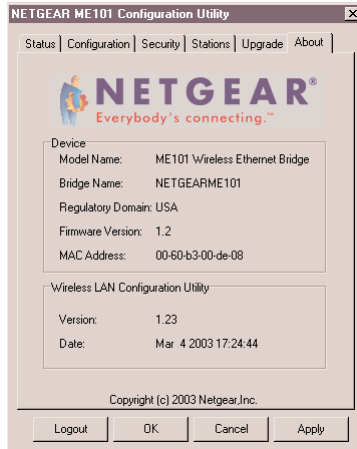 NETGEAR ME101 Configuration Utility
Status Configuration Security Stations Upgrade About
NETGEAR®
Everybody's connecting.™
Device
Model Name: ME101 Wireless Ethernet Bridge
Bridge Name: NETGEARME101
Regulatory Domain: USA
Firmware Version: 1.2
MAC Address: 00-60-b3-00-de-08
Wireless LAN Configuration Utility
Version: 1.23
Date: Mar 4 2003 17:24:44
Copyright (c) 2003 Netgear,Inc.
Logout OK Cancel Apply